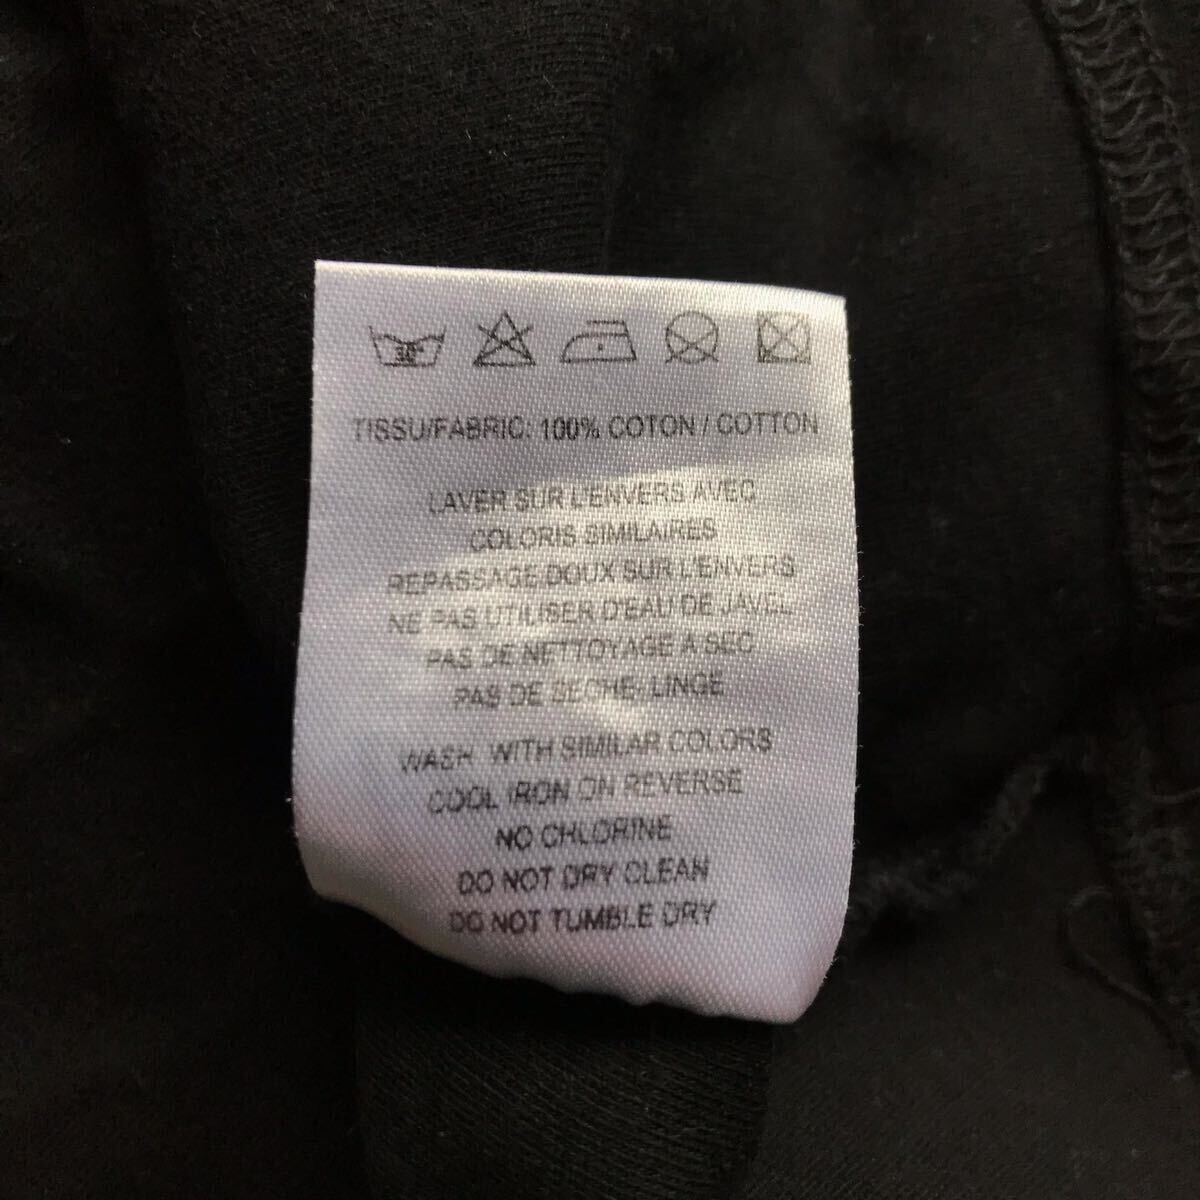 30°
TISSU/FABRIC: 100% COTON / COTTON
LAVER SUR L'ENVERS AVEC
COLORIS SIMILAIRES
REPASSAGE DOUX SUR L'ENVERS
NE PAS UTILISER D'EAU DE JAVEL
PAS DE NETTOYAGE A SEC
PAS DE SECHE-LINGE
WASH WITH SIMILAR COLORS
COOL IRON ON REVERSE
NO CHLORINE
DO NOT DRY CLEAN
DO NOT TUMBLE DRY